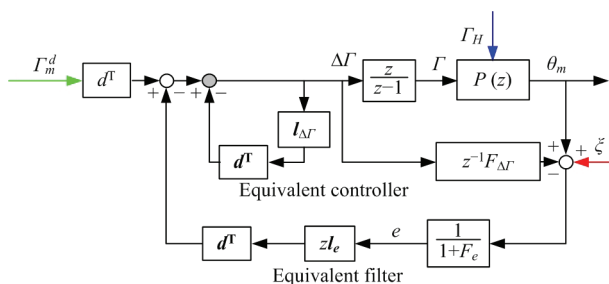 Γ_H
Γ_m^d
d^T
+ −
+ −
ΔΓ
z/(z−1)
Γ
P (z)
θ_m
l_ΔΓ
d^T
Equivalent controller
z^−1 F_ΔΓ
+
+
−
ξ
d^T
zl_e
e
1/(1+F_e)
Equivalent filter